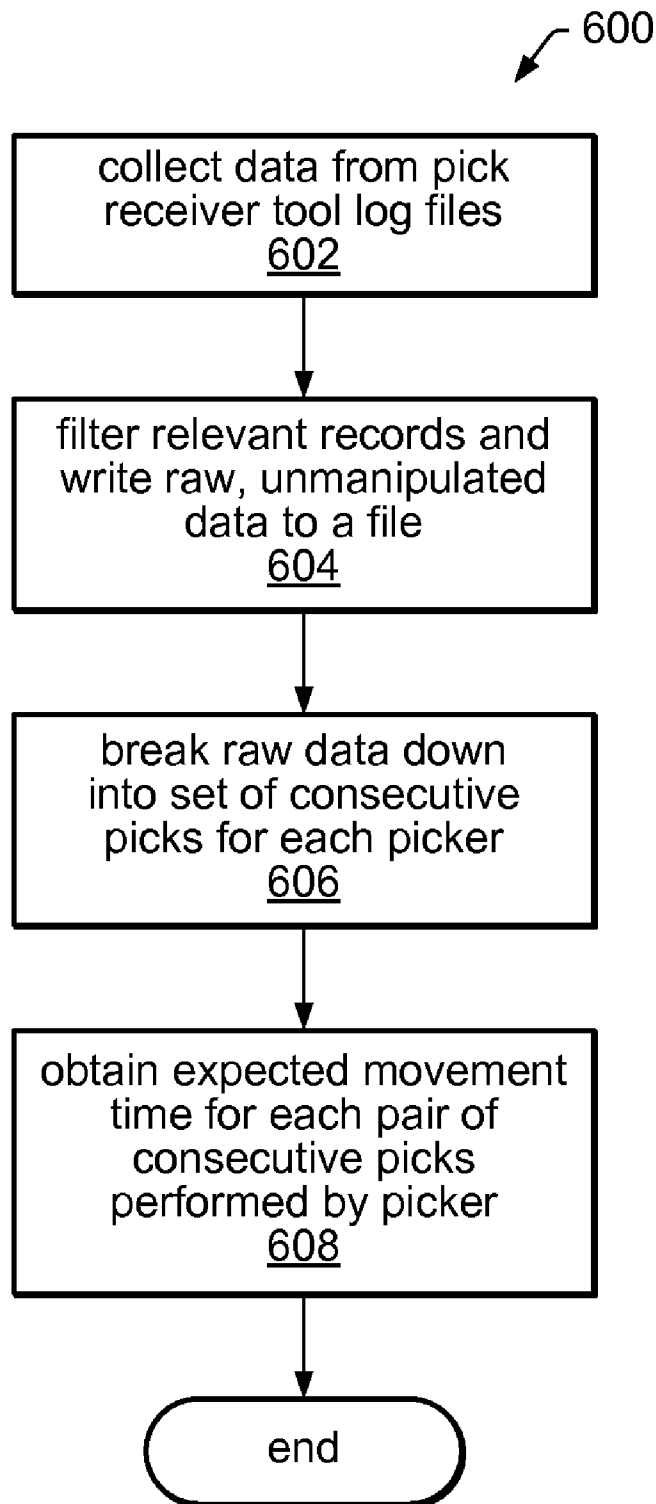 600
collect data from pick
receiver tool log files
602
filter relevant records and
write raw, unmanipulated
data to a file
604
break raw data down
into set of consecutive
picks for each picker
606
obtain expected movement
time for each pair of
consecutive picks
performed by picker
608
end